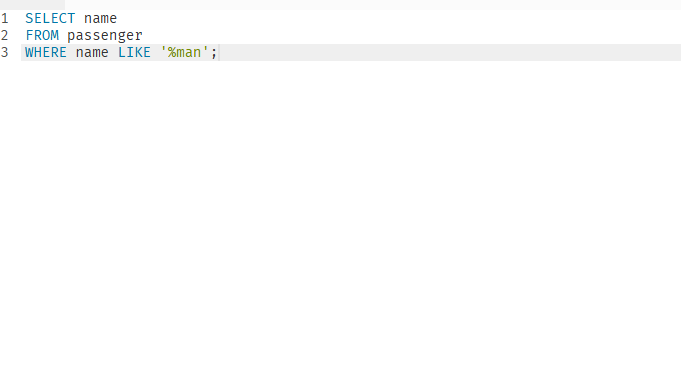 1 SELECT name
2 FROM passenger
3 WHERE name LIKE '%man';